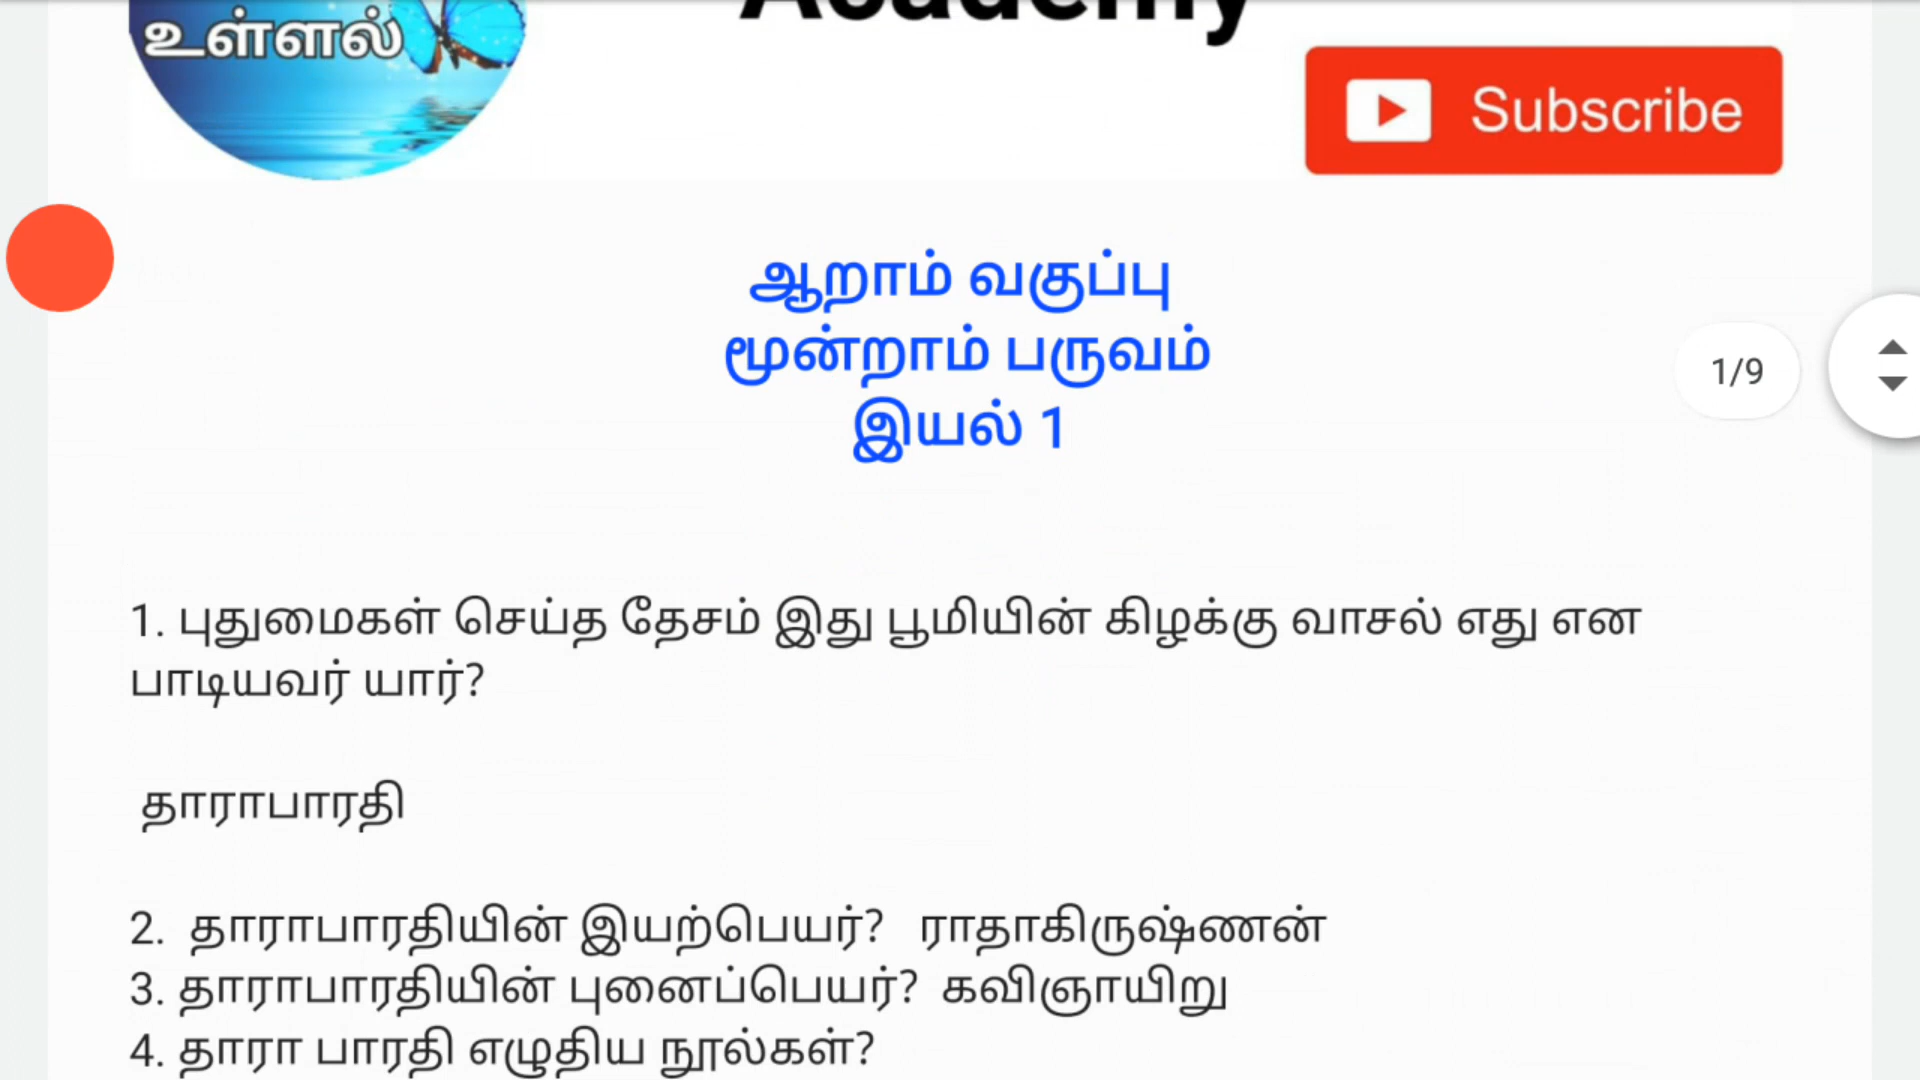 உள்ளல்
Academy
Subscribe
ஆறாம் வகுப்பு
மூன்றாம் பருவம்
இயல் 1
1/9
1. புதுமைகள் செய்த தேசம் இது பூமியின் கிழக்கு வாசல் எது என
பாடியவர் யார்?
தாராபாரதி
2. தாராபாரதியின் இயற்பெயர்? ராதாகிருஷ்ணன்
3. தாராபாரதியின் புனைப்பெயர்? கவிஞாயிறு
4. தாரா பாரதி எழுதிய நூல்கள்?